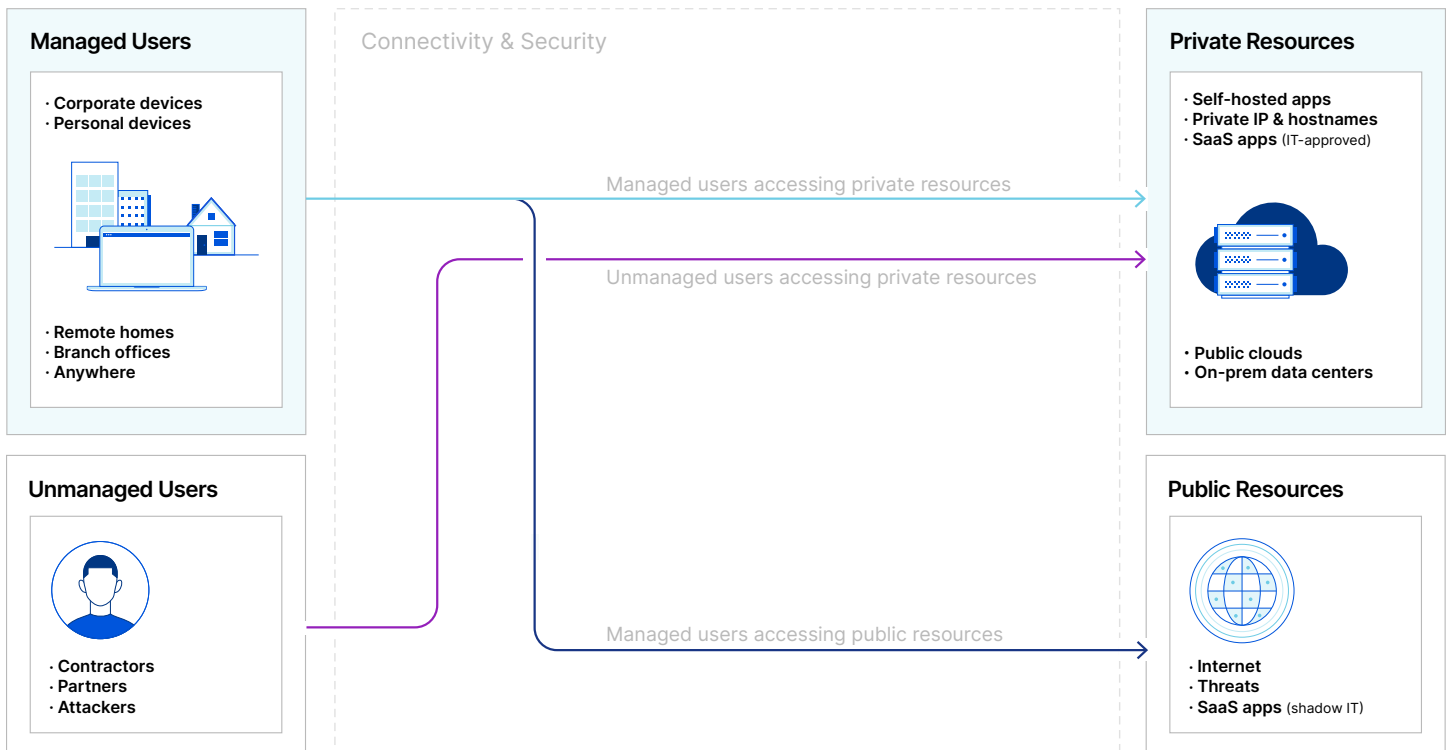 Managed Users
· Corporate devices
· Personal devices
· Remote homes
· Branch offices
· Anywhere
Unmanaged Users
· Contractors
· Partners
· Attackers
Connectivity & Security
Managed users accessing private resources
Unmanaged users accessing private resources
Managed users accessing public resources
Private Resources
· Self-hosted apps
· Private IP & hostnames
· SaaS apps (IT-approved)
· Public clouds
· On-prem data centers
Public Resources
· Internet
· Threats
· SaaS apps (shadow IT)